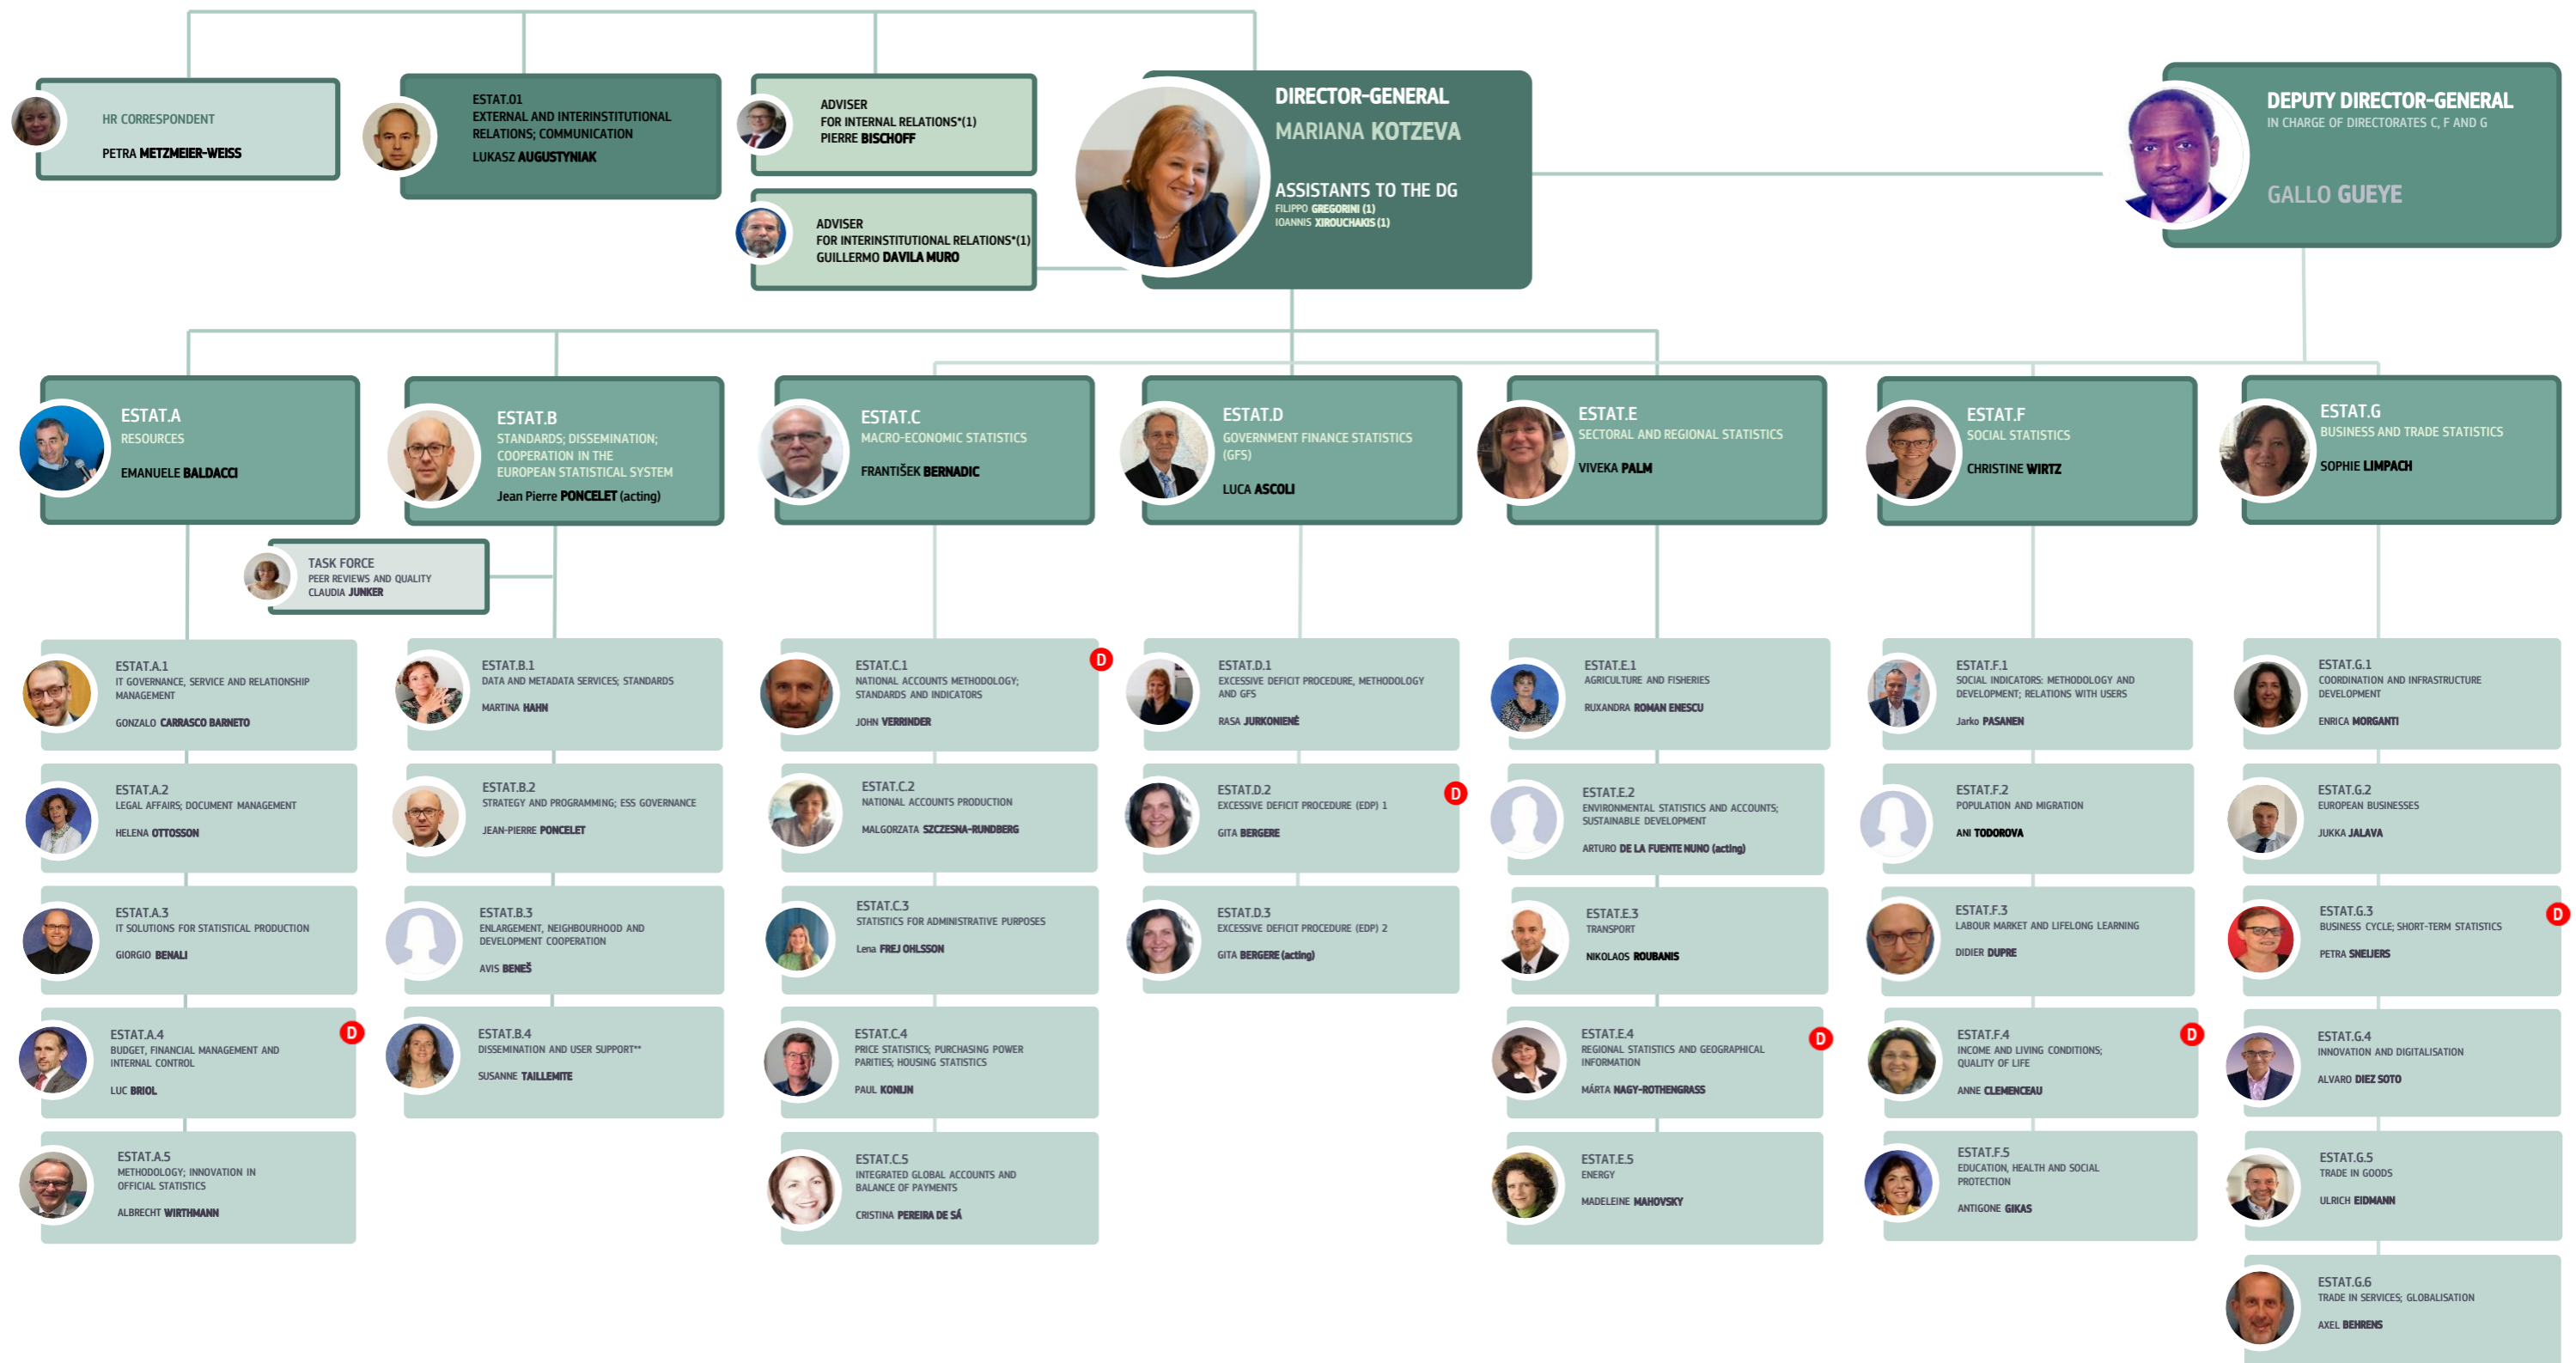 HR CORRESPONDENT
PETRA METZMEIER-WEISS
ESTAT.01
EXTERNAL AND INTERINSTITUTIONAL
RELATIONS; COMMUNICATION
LUKASZ AUGUSTYNIAK
ADVISER
FOR INTERNAL RELATIONS*(1)
PIERRE BISCHOFF
ADVISER
FOR INTERINSTITUTIONAL RELATIONS*(1)
GUILLERMO DAVILA MURO
DIRECTOR-GENERAL
MARIANA KOTZEVA
ASSISTANTS TO THE DG
FILIPPO GREGORINI (1)
IOANNIS XIROUCHAKIS (1)
DEPUTY DIRECTOR-GENERAL
IN CHARGE OF DIRECTORATES C, F AND G
GALLO GUEYE
ESTAT.A
RESOURCES
EMANUELE BALDACCI
ESTAT.B
STANDARDS; DISSEMINATION;
COOPERATION IN THE
EUROPEAN STATISTICAL SYSTEM
Jean Pierre PONCELET (acting)
ESTAT.C
MACRO-ECONOMIC STATISTICS
FRANTIŠEK BERNADIC
ESTAT.D
GOVERNMENT FINANCE STATISTICS
(GFS)
LUCA ASCOLI
ESTAT.E
SECTORAL AND REGIONAL STATISTICS
VIVEKA PALM
ESTAT.F
SOCIAL STATISTICS
CHRISTINE WIRTZ
ESTAT.G
BUSINESS AND TRADE STATISTICS
SOPHIE LIMPACH
TASK FORCE
PEER REVIEWS AND QUALITY
CLAUDIA JUNKER
ESTAT.A.1
IT GOVERNANCE, SERVICE AND RELATIONSHIP
MANAGEMENT
GONZALO CARRASCO BARNETO
ESTAT.A.2
LEGAL AFFAIRS; DOCUMENT MANAGEMENT
HELENA OTTOSSON
ESTAT.A.3
IT SOLUTIONS FOR STATISTICAL PRODUCTION
GIORGIO BENALI
D
ESTAT.A.4
BUDGET, FINANCIAL MANAGEMENT AND
INTERNAL CONTROL
LUC BRIOL
ESTAT.A.5
METHODOLOGY; INNOVATION IN
OFFICIAL STATISTICS
ALBRECHT WIRTHMANN
ESTAT.B.1
DATA AND METADATA SERVICES; STANDARDS
MARTINA HAHN
ESTAT.B.2
STRATEGY AND PROGRAMMING; ESS GOVERNANCE
JEAN-PIERRE PONCELET
ESTAT.B.3
ENLARGEMENT, NEIGHBOURHOOD AND
DEVELOPMENT COOPERATION
AVIS BENEŠ
ESTAT.B.4
DISSEMINATION AND USER SUPPORT**
SUSANNE TAILLEMITE
D
ESTAT.C.1
NATIONAL ACCOUNTS METHODOLOGY;
STANDARDS AND INDICATORS
JOHN VERRINDER
ESTAT.C.2
NATIONAL ACCOUNTS PRODUCTION
MALGORZATA SZCZESNA-RUNDBERG
ESTAT.C.3
STATISTICS FOR ADMINISTRATIVE PURPOSES
Lena FREJ OHLSSON
ESTAT.C.4
PRICE STATISTICS; PURCHASING POWER
PARITIES; HOUSING STATISTICS
PAUL KONIJN
ESTAT.C.5
INTEGRATED GLOBAL ACCOUNTS AND
BALANCE OF PAYMENTS
CRISTINA PEREIRA DE SÁ
ESTAT.D.1
EXCESSIVE DEFICIT PROCEDURE, METHODOLOGY
AND GFS
RASA JURKONIENĖ
D
ESTAT.D.2
EXCESSIVE DEFICIT PROCEDURE (EDP) 1
GITA BERGERE
ESTAT.D.3
EXCESSIVE DEFICIT PROCEDURE (EDP) 2
GITA BERGERE (acting)
ESTAT.E.1
AGRICULTURE AND FISHERIES
RUXANDRA ROMAN ENESCU
ESTAT.E.2
ENVIRONMENTAL STATISTICS AND ACCOUNTS;
SUSTAINABLE DEVELOPMENT
ARTURO DE LA FUENTE NUNO (acting)
ESTAT.E.3
TRANSPORT
NIKOLAOS ROUBANIS
D
ESTAT.E.4
REGIONAL STATISTICS AND GEOGRAPHICAL
INFORMATION
MÁRTA NAGY-ROTHENGRASS
ESTAT.E.5
ENERGY
MADELEINE MAHOVSKY
ESTAT.F.1
SOCIAL INDICATORS: METHODOLOGY AND
DEVELOPMENT; RELATIONS WITH USERS
Jarko PASANEN
ESTAT.F.2
POPULATION AND MIGRATION
ANI TODOROVA
ESTAT.F.3
LABOUR MARKET AND LIFELONG LEARNING
DIDIER DUPRE
D
ESTAT.F.4
INCOME AND LIVING CONDITIONS;
QUALITY OF LIFE
ANNE CLEMENCEAU
ESTAT.F.5
EDUCATION, HEALTH AND SOCIAL
PROTECTION
ANTIGONE GIKAS
ESTAT.G.1
COORDINATION AND INFRASTRUCTURE
DEVELOPMENT
ENRICA MORGANTI
ESTAT.G.2
EUROPEAN BUSINESSES
JUKKA JALAVA
D
ESTAT.G.3
BUSINESS CYCLE; SHORT-TERM STATISTICS
PETRA SNEIJERS
ESTAT.G.4
INNOVATION AND DIGITALISATION
ALVARO DIEZ SOTO
ESTAT.G.5
TRADE IN GOODS
ULRICH EIDMANN
ESTAT.G.6
TRADE IN SERVICES; GLOBALISATION
AXEL BEHRENS